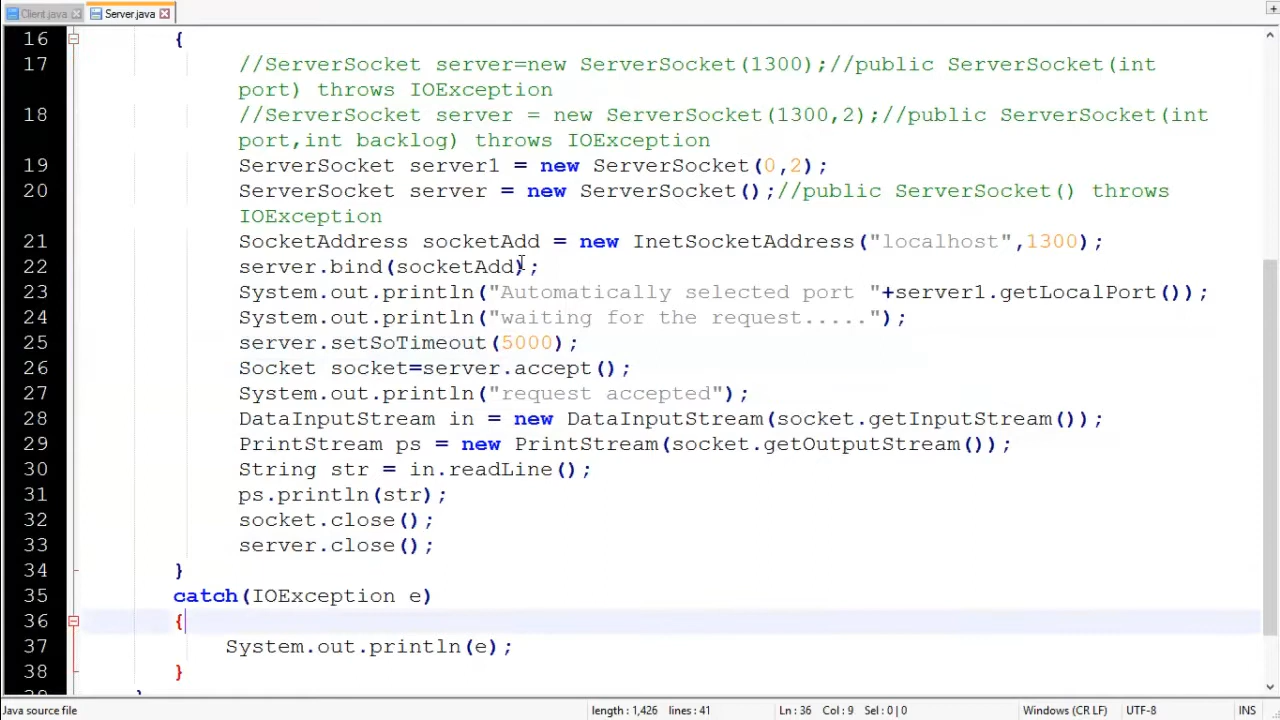 Client.java
Server.java
16 {
17 //ServerSocket server=new ServerSocket(1300);//public ServerSocket(int
port) throws IOException
18 //ServerSocket server = new ServerSocket(1300,2);//public ServerSocket(int
port,int backlog) throws IOException
19 ServerSocket server1 = new ServerSocket(0,2);
20 ServerSocket server = new ServerSocket();//public ServerSocket() throws
IOException
21 SocketAddress socketAdd = new InetSocketAddress("localhost",1300);
22 server.bind(socketAdd);
23 System.out.println("Automatically selected port "+server1.getLocalPort());
24 System.out.println("waiting for the request.....");
25 server.setSoTimeout(5000);
26 Socket socket=server.accept();
27 System.out.println("request accepted");
28 DataInputStream in = new DataInputStream(socket.getInputStream());
29 PrintStream ps = new PrintStream(socket.getOutputStream());
30 String str = in.readLine();
31 ps.println(str);
32 socket.close();
33 server.close();
34 }
35 catch(IOException e)
36 {
37 System.out.println(e);
38 }
Java source file length : 1,426 lines : 41 Ln : 36 Col : 9 Sel : 0 | 0 Windows (CR LF) UTF-8 INS